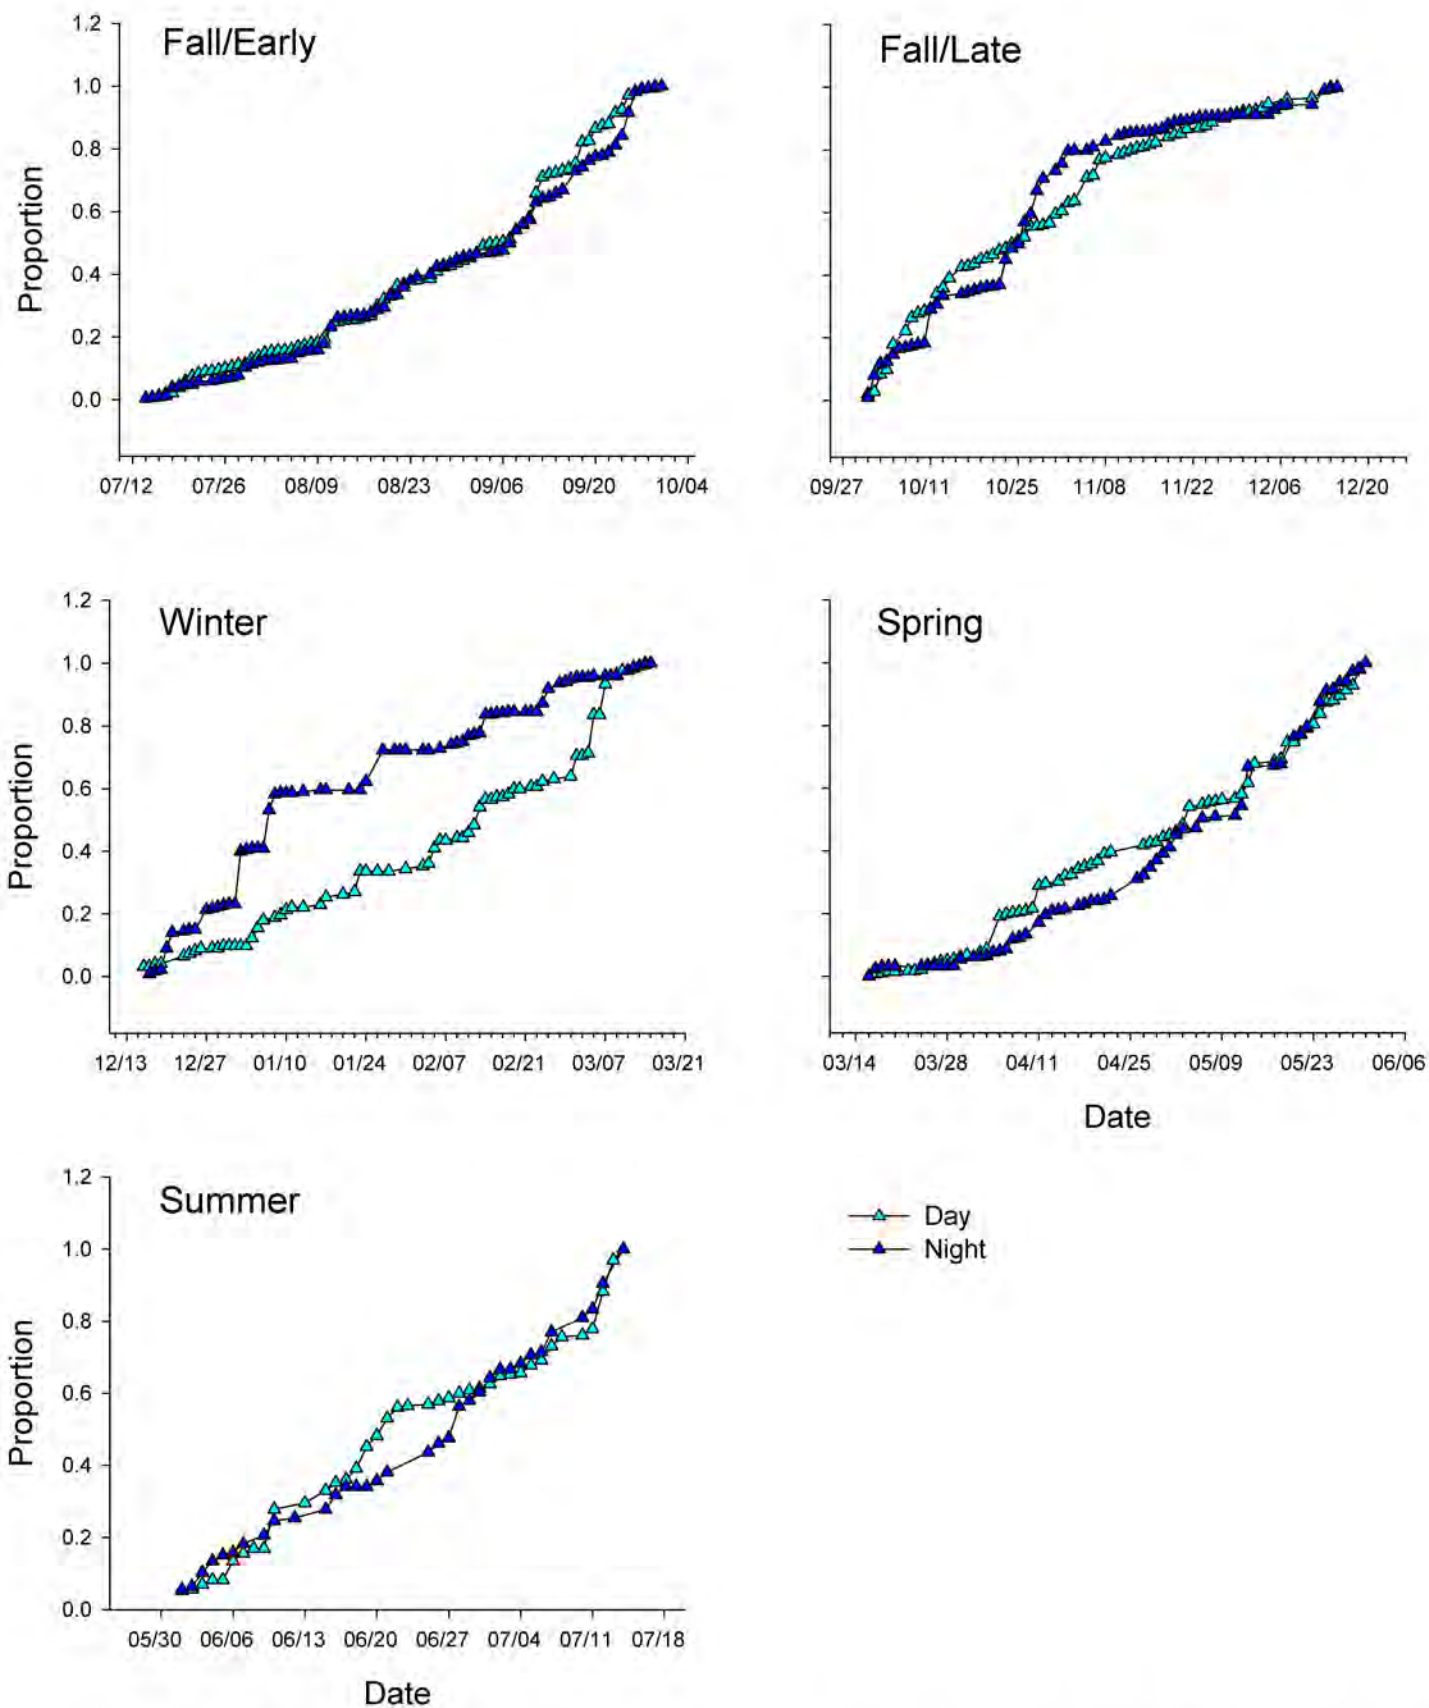 Fall/Early
1.2
1.0
0.8
0.6
0.4
0.2
0.0
Proportion
07/12 07/26 08/09 08/23 09/06 09/20 10/04
Fall/Late
09/27 10/11 10/25 11/08 11/22 12/06 12/20
Winter
1.2
1.0
0.8
0.6
0.4
0.2
0.0
Proportion
12/13 12/27 01/10 01/24 02/07 02/21 03/07 03/21
Spring
03/14 03/28 04/11 04/25 05/09 05/23 06/06
Date
Summer
1.2
1.0
0.8
0.6
0.4
0.2
0.0
Proportion
05/30 06/06 06/13 06/20 06/27 07/04 07/11 07/18
Date
Day
Night